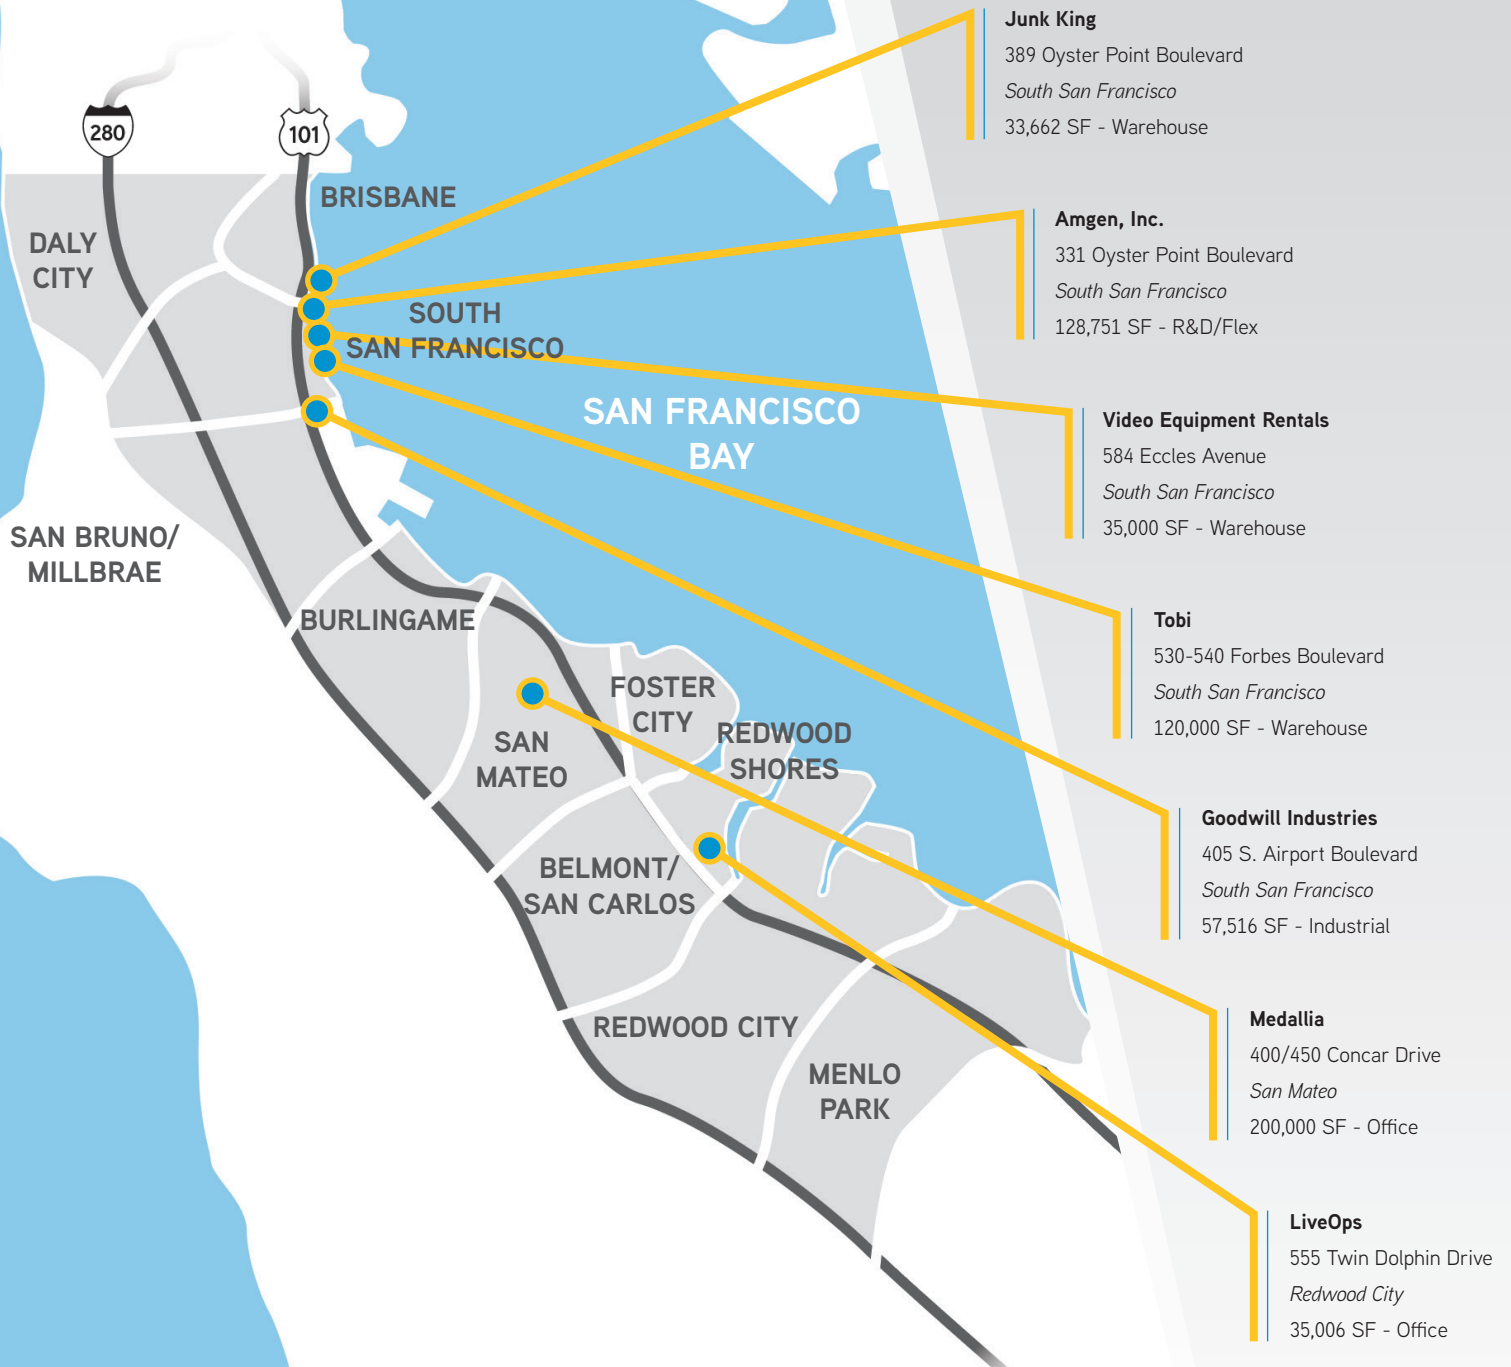 280
101
BRISBANE
DALY
CITY
SOUTH
SAN FRANCISCO
SAN FRANCISCO
BAY
SAN BRUNO/
MILLBRAE
BURLINGAME
FOSTER
CITY
SAN
MATEO
REDWOOD
SHORES
BELMONT/
SAN CARLOS
REDWOOD CITY
MENLO
PARK
Junk King
389 Oyster Point Boulevard
South San Francisco
33,662 SF - Warehouse
Amgen, Inc.
331 Oyster Point Boulevard
South San Francisco
128,751 SF - R&D/Flex
Video Equipment Rentals
584 Eccles Avenue
South San Francisco
35,000 SF - Warehouse
Tobi
530-540 Forbes Boulevard
South San Francisco
120,000 SF - Warehouse
Goodwill Industries
405 S. Airport Boulevard
South San Francisco
57,516 SF - Industrial
Medallia
400/450 Concar Drive
San Mateo
200,000 SF - Office
LiveOps
555 Twin Dolphin Drive
Redwood City
35,006 SF - Office